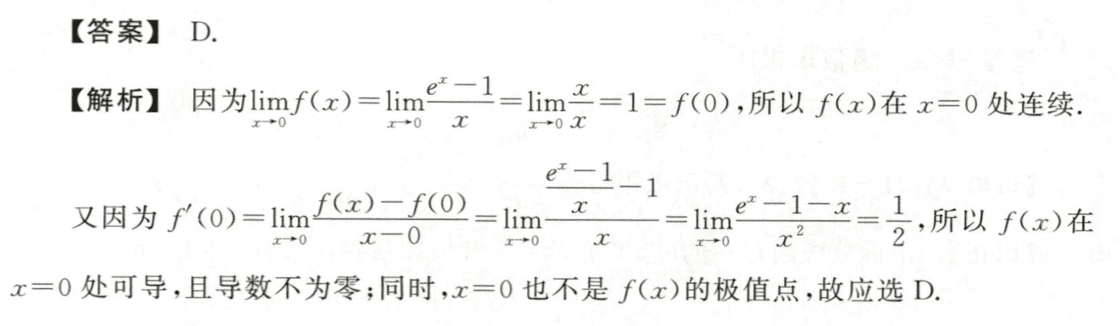 【答案】 D.
【解析】 因为$\lim_{x\to 0}f(x)=\lim_{x\to 0}\frac{e^x-1}{x}=\lim_{x\to 0}\frac{x}{x}=1=f(0)$,所以 $f(x)$在 $x=0$ 处连续.
又因为 $f'(0)=\lim_{x\to 0}\frac{f(x)-f(0)}{x-0}=\lim_{x\to 0}\frac{\frac{e^x-1}{x}-1}{x}=\lim_{x\to 0}\frac{e^x-1-x}{x^2}=\frac{1}{2}$,所以 $f(x)$在
$x=0$ 处可导,且导数不为零;同时,$x=0$ 也不是 $f(x)$的极值点,故应选 D.